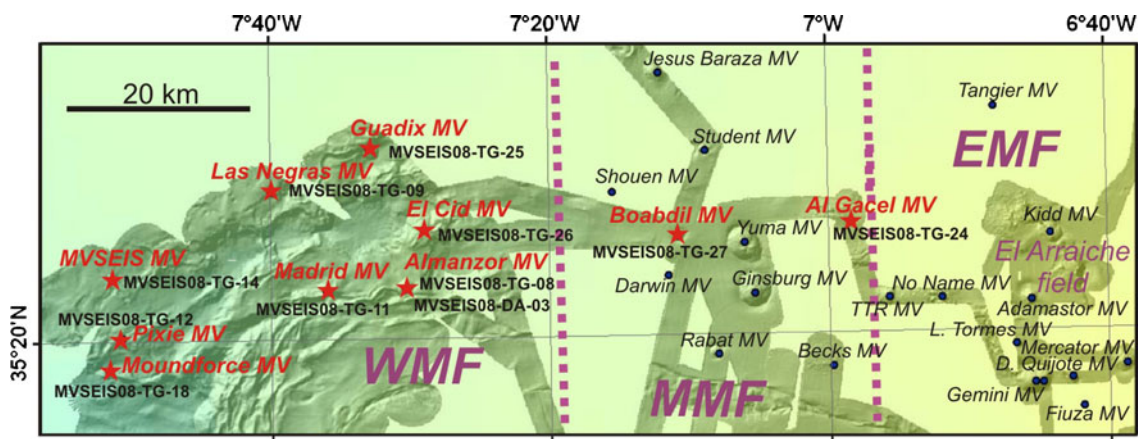 7°40'
7°20'
7°0'
6°40'
20 km
Jesus Baraza MV
Tangier MV
Guadix MV
MVSEIS08-TG-25
Student MV
EMF
Las Negras MV
MVSEIS08-TG-09
Shouen MV
El Cid MV
MVSEIS08-TG-26
Boabdil MV
MVSEIS08-TG-27
Yuma MV
Al Gacel MV
MVSEIS08-TG-24
Kidd MV
El Arraiche
field
MVSEIS MV
MVSEIS08-TG-14
Madrid MV
MVSEIS08-TG-11
Almanzor MV
MVSEIS08-TG-08
MVSEIS08-DA-03
Darwin MV
Ginsburg MV
No Name MV
TTR MV
Adamastor MV
MVSEIS08-TG-12
Pixie MV
35°20'N
L. Tormes MV
Mercator MV
Moundforce MV
MVSEIS08-TG-18
WMF
Rabat MV
Becks MV
D. Quijote MV
MMF
Gemini MV
Fiuza MV